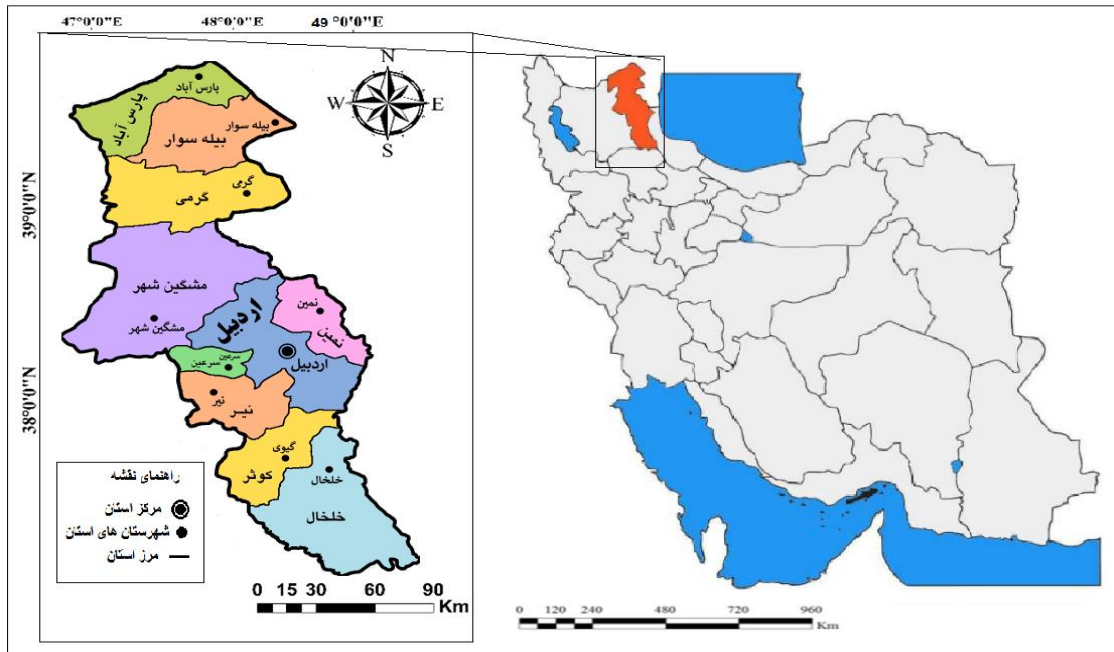 47°0'0"E 48°0'0"E 49°0'0"E
39°0'0"N
38°0'0"N
N
W E
S
پارس آباد
پارس آباد
بیله سوار
بیله سوار
گرمی
گرمی
مشگین شهر
مشگین شهر
اردبیل
اردبیل
نمین
نمین
سرعین
سرعین
نیر
نیـر
گیوی
کوثر
خلخال
خلخال
راهنمای نقشه
مرکز استان
شهرستان های استان
مرز استان
0 15 30 60 90
Km
0 120 240 480 720 960
Km